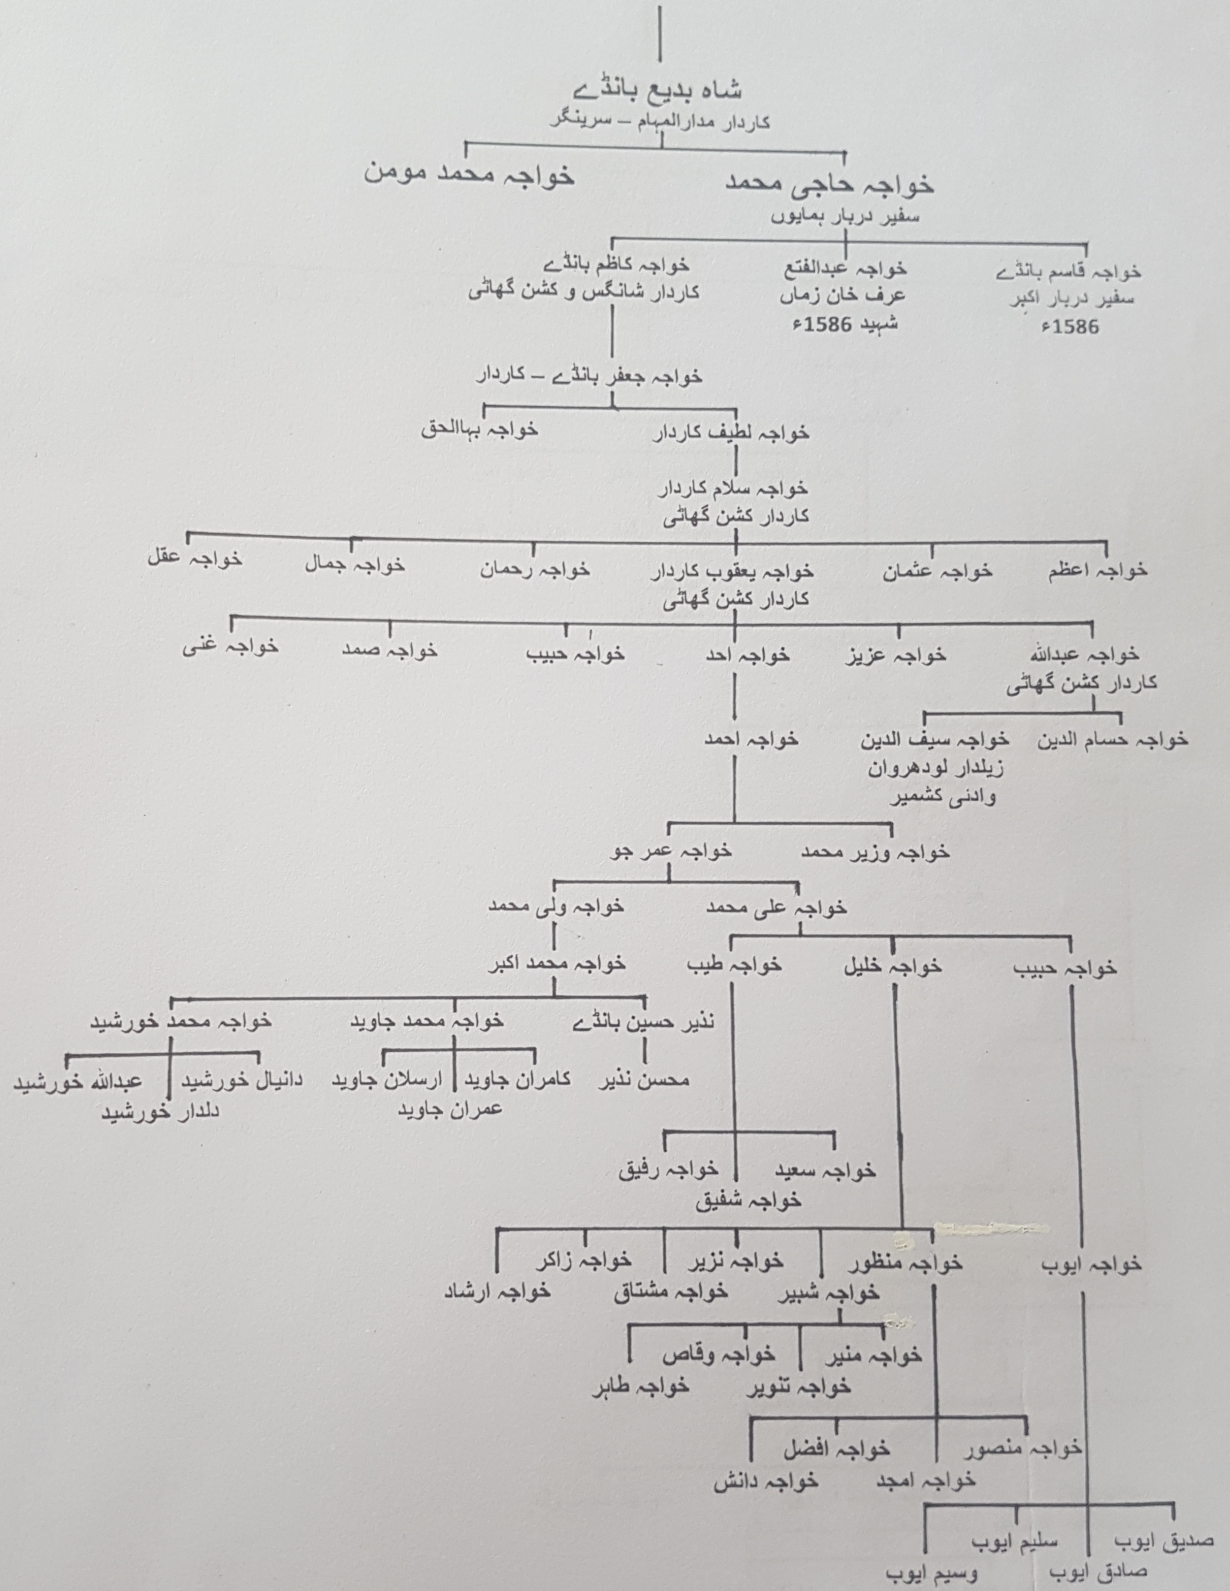 شاہ بدیع بانڈے
کاردار مدارالمہام – سرینگر
خواجہ حاجی محمد
خواجہ محمد مومن
سفیر دربار ہمایوں
خواجہ قاسم بانڈے
سفیر دربار اکبر
1586ء
خواجہ عبدالفتع
عرف خان زماں
شہید 1586ء
خواجہ کاظم بانڈے
کاردار شانگس و کشن گھاٹی
خواجہ جعفر بانڈے – کاردار
خواجہ لطیف کاردار
خواجہ بہاالحق
خواجہ سلام کاردار
کاردار کشن گھاٹی
خواجہ اعظم
خواجہ عثمان
خواجہ یعقوب کاردار
کاردار کشن گھاٹی
خواجہ رحمان
خواجہ جمال
خواجہ عقل
خواجہ عبداللہ
کاردار کشن گھاٹی
خواجہ عزیز
خواجہ احد
خواجہ حبیب
خواجہ صمد
خواجہ غنی
خواجہ حسام الدین
خواجہ سیف الدین
زیلدار لودھروان
وادنی کشمیر
خواجہ احمد
خواجہ وزیر محمد
خواجہ عمر جو
خواجہ علی محمد
خواجہ ولی محمد
خواجہ حبیب
خواجہ خلیل
خواجہ طیب
خواجہ محمد اکبر
نذیر حسین بانڈے
خواجہ محمد جاوید
خواجہ محمد خورشید
محسن نذیر
کامران جاوید
ارسلان جاوید
عمران جاوید
دانیال خورشید
عبداللہ خورشید
دلدار خورشید
خواجہ سعید
خواجہ رفیق
خواجہ شفیق
خواجہ ایوب
خواجہ منظور
خواجہ نزیر
خواجہ زاکر
خواجہ شبیر
خواجہ مشتاق
خواجہ ارشاد
خواجہ منیر
خواجہ وقاص
خواجہ تنویر
خواجہ طاہر
خواجہ منصور
خواجہ افضل
خواجہ امجد
خواجہ دانش
صدیق ایوب
سلیم ایوب
صادق ایوب
وسیم ایوب